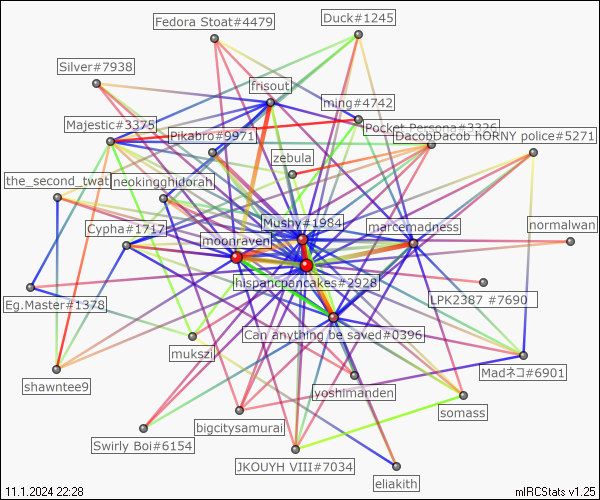 Fedora Stoat#4479
Duck#1245
Silver#7938
frisout
ming#4742
Majestic#3375
Pikabro#9971
Pocket Persona#3326
DacobDacob hORNY police#5271
zebula
the_second_twat
neokingghidorah
Mushy#1984
marcemadness
normalwan
Cypha#1717
moonraven
hispancpancakes#2928
Eg.Master#1378
LPK2387 #7690
Can anything be saved#0396
mukszi
Madネコ#6901
shawntee9
iyoshimanden
somass
bigcitysamurai
Swirly Boi#6154
JKOUYH VIII#7034
eliakith
11.1.2024 22:28
mIRCStats v1.25